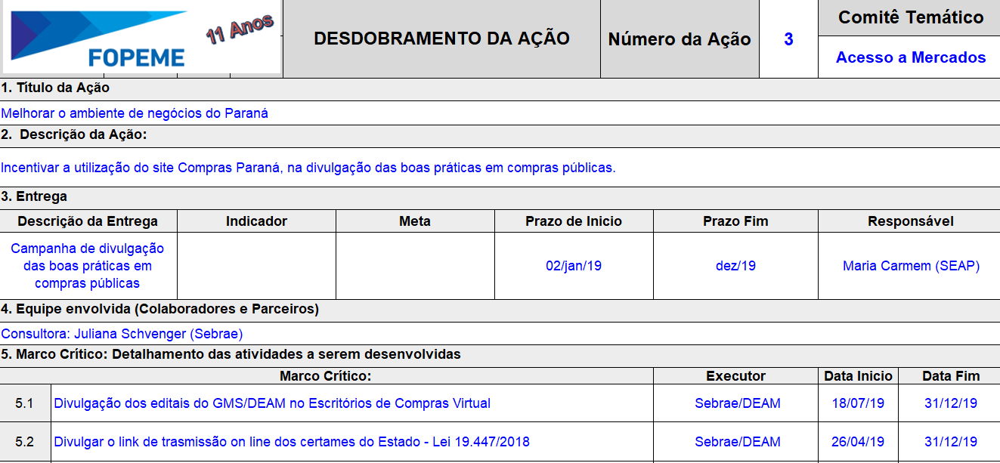 FOPEME
11 Anos
DESDOBRAMENTO DA AÇÃO
Número da Ação
3
Comitê Temático
Acesso a Mercados
1. Título da Ação
Melhorar o ambiente de negócios do Paraná
2. Descrição da Ação:
Incentivar a utilização do site Compras Paraná, na divulgação das boas práticas em compras públicas.
3. Entrega
Descrição da Entrega Indicador Meta Prazo de Inicio Prazo Fim Responsável
Campanha de divulgação
das boas práticas em
compras públicas
02/jan/19 dez/19 Maria Carmem (SEAP)
4. Equipe envolvida (Colaboradores e Parceiros)
Consultora: Juliana Schvenger (Sebrae)
5. Marco Crítico: Detalhamento das atividades a serem desenvolvidas
Marco Crítico: Executor Data Inicio Data Fim
5.1 Divulgação dos editais do GMS/DEAM no Escritórios de Compras Virtual Sebrae/DEAM 18/07/19 31/12/19
5.2 Divulgar o link de trasmissão on line dos certames do Estado - Lei 19.447/2018 Sebrae/DEAM 26/04/19 31/12/19